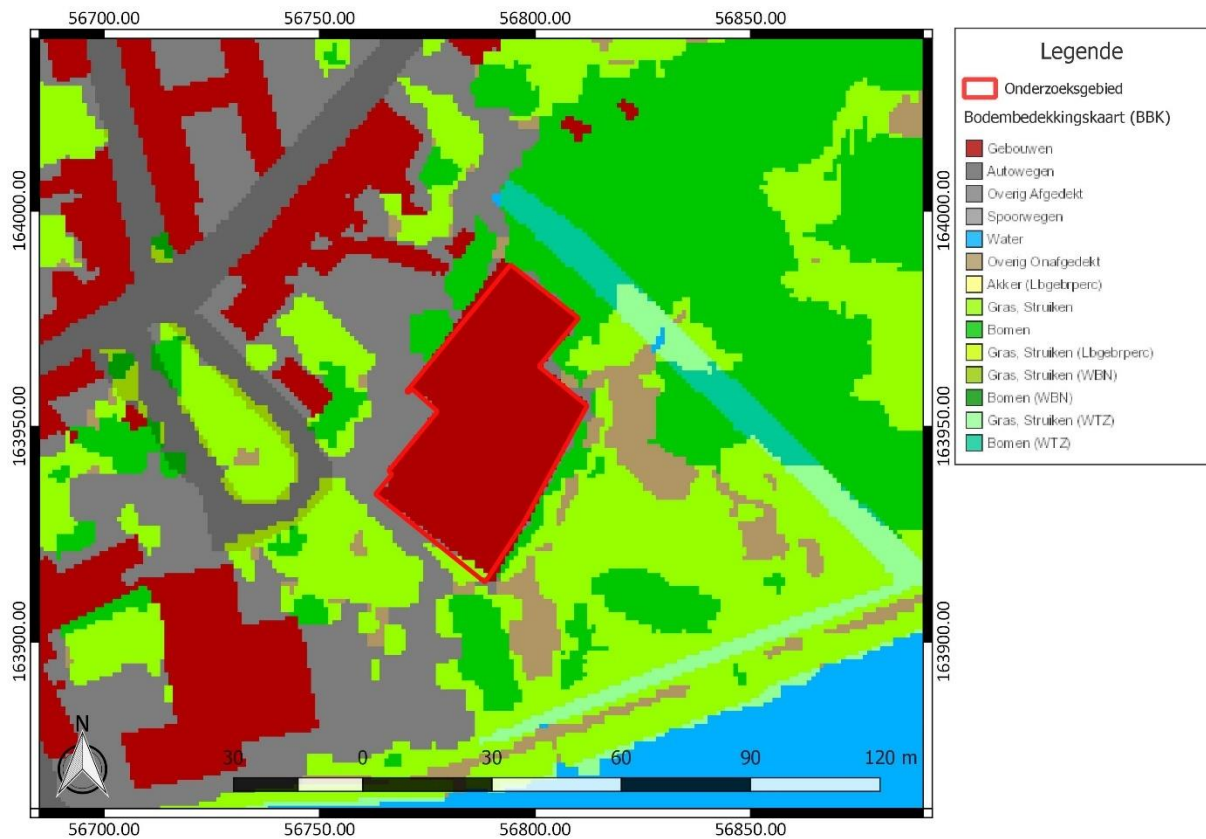 56700.00 56750.00 56800.00 56850.00
164000.00 164000.00
163950.00 163950.00
163900.00 163900.00
N
30 0 30 60 90 120 m
56700.00 56750.00 56800.00 56850.00
Legende
Onderzoeksgebied
Bodembedekkingskaart (BBK)
Gebouwen
Autowegen
Overig Afgedekt
Spoorwegen
Water
Overig Onafgedekt
Akker (Lbgebrperc)
Gras, Struiken
Bomen
Gras, Struiken (Lbgebrperc)
Gras, Struiken (WBN)
Bomen (WBN)
Gras, Struiken (WTZ)
Bomen (WTZ)